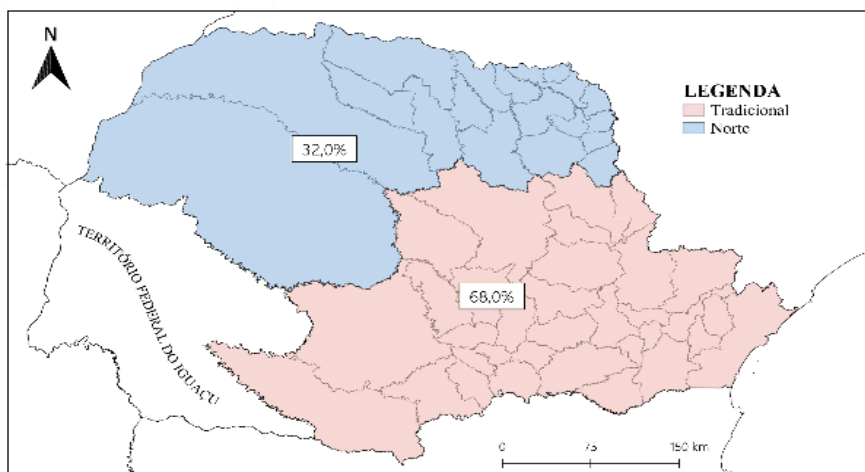 N
LEGENDA
Tradicional
Norte
32,0%
TERRITÓRIO FEDERAL DO IGUAÇU
68,0%
0 75 150 km